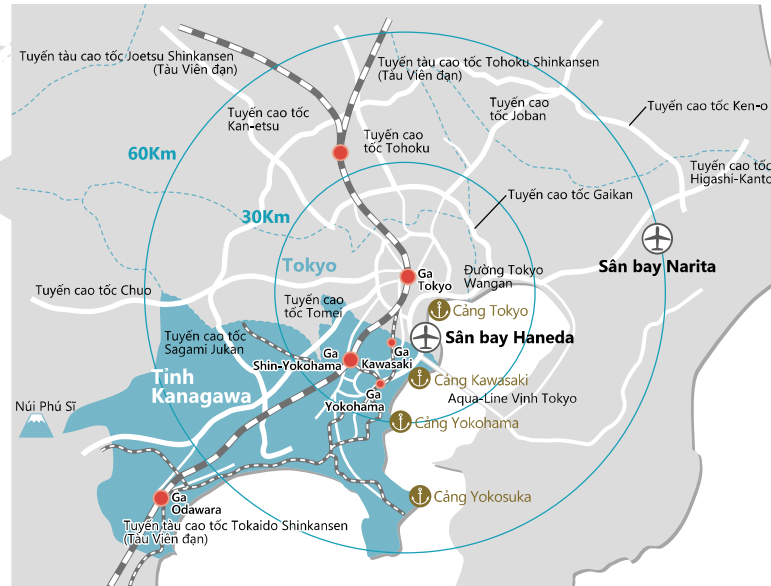 Tuyến tàu cao tốc Joetsu Shinkansen
(Tàu Viên đạn)
Tuyến tàu cao tốc Tohoku Shinkansen
(Tàu Viên đạn)
Tuyến cao
tốc Joban
Tuyến cao tốc Ken-o
Tuyến cao tốc
Kan-etsu
Tuyến cao
tốc Tohoku
60Km
Tuyến cao tốc
Higashi-Kanto
Tuyến cao tốc Gaikan
30Km
Tokyo
Ga
Tokyo
Đường Tokyo
Wangan
Sân bay Narita
Tuyến cao tốc Chuo
Tuyến cao
tốc Tomei
Cảng Tokyo
Tuyến cao tốc
Sagami Jukan
Sân bay Haneda
Ga
Shin-Yokohama
Ga
Kawasaki
Tỉnh
Kanagawa
Cảng Kawasaki
Ga
Yokohama
Aqua-Line Vịnh Tokyo
Núi Phú Sĩ
Cảng Yokohama
Ga
Odawara
Cảng Yokosuka
Tuyến tàu cao tốc Tokaido Shinkansen
(Tàu Viên đạn)